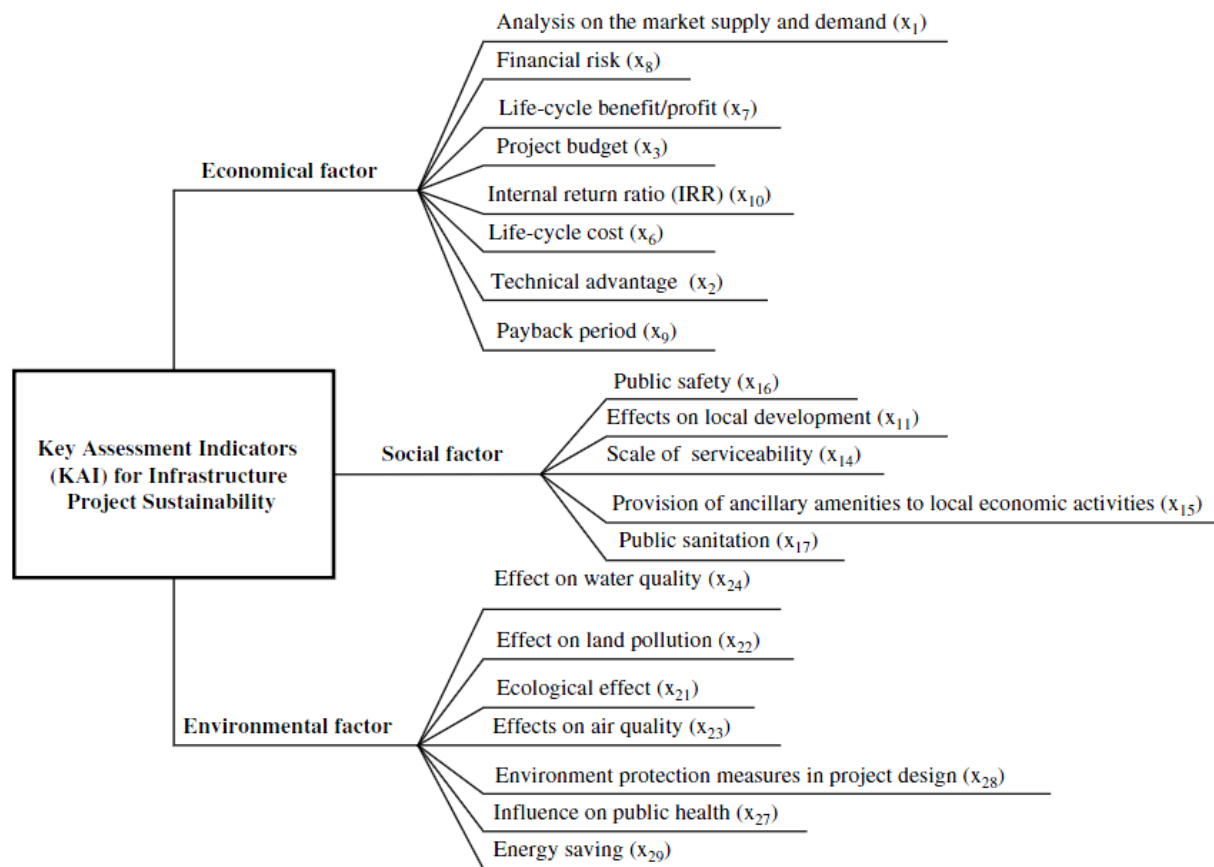 Analysis on the market supply and demand (x₁)
Financial risk (x₈)
Life-cycle benefit/profit (x₇)
Project budget (x₃)
Economical factor
Internal return ratio (IRR) (x₁₀)
Life-cycle cost (x₆)
Technical advantage (x₂)
Payback period (x₉)
Key Assessment Indicators
(KAI) for Infrastructure
Project Sustainability
Public safety (x₁₆)
Effects on local development (x₁₁)
Social factor
Scale of serviceability (x₁₄)
Provision of ancillary amenities to local economic activities (x₁₅)
Public sanitation (x₁₇)
Effect on water quality (x₂₄)
Effect on land pollution (x₂₂)
Ecological effect (x₂₁)
Environmental factor
Effects on air quality (x₂₃)
Environment protection measures in project design (x₂₈)
Influence on public health (x₂₇)
Energy saving (x₂₉)